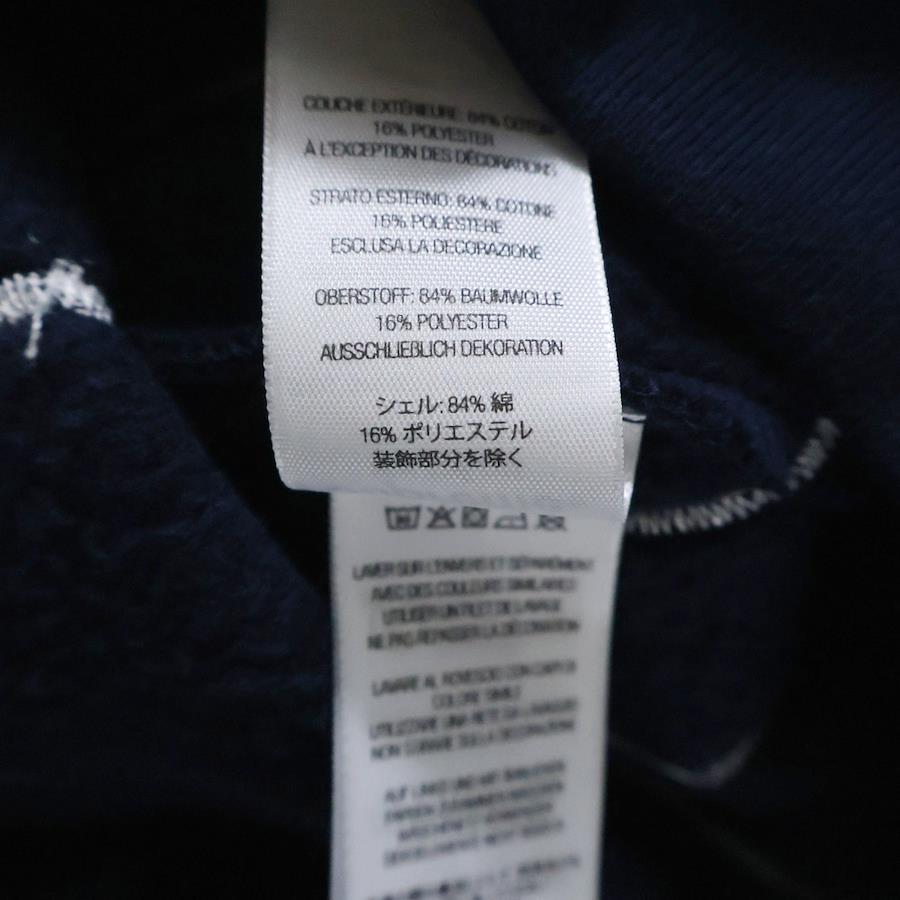 COUCHE EXTÉRIEURE: 84% COTON
16% POLYESTER
À L'EXCEPTION DES DÉCORATIONS
STRATO ESTERNO: 84% COTONE
16% POLIESTERE
ESCLUSA LA DECORAZIONE
OBERSTOFF: 84% BAUMWOLLE
16% POLYESTER
AUSSCHLIEßLICH DEKORATION
シェル: 84% 綿
16% ポリエステル
装飾部分を除く
LAVER SUR L'ENVERS ET SÉPARÉMENT
AVEC DES COULEURS SIMILAIRES
UTILISER UN FILET DE LAVAGE
NE PAS REPASSER LA DÉCORATION
LAVARE AL ROVESCIO CON CAPI DI
COLORE SIMILE
UTILIZZARE UNA RETE DA LAVAGGIO
NON STIRARE SULLA DECORAZIONE